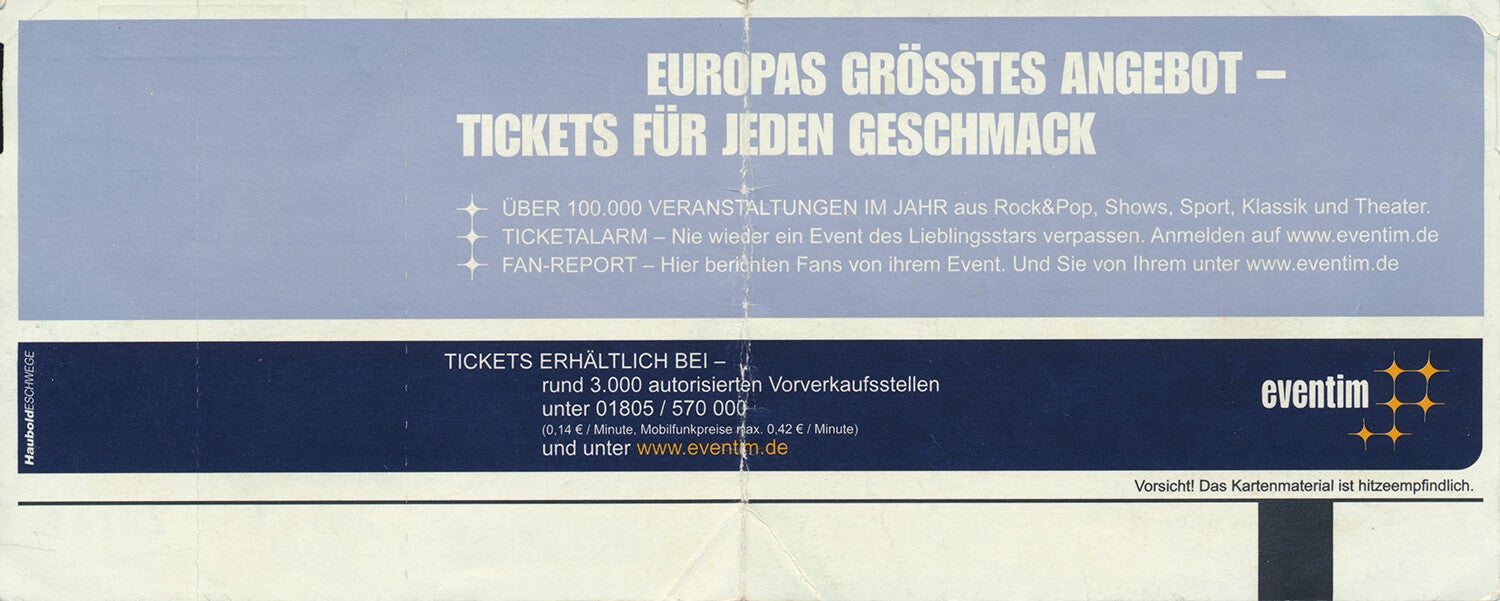 EUROPAS GRÖSSTES ANGEBOT –
TICKETS FÜR JEDEN GESCHMACK
ÜBER 100.000 VERANSTALTUNGEN IM JAHR aus Rock&Pop, Shows, Sport, Klassik und Theater.
TICKETALARM – Nie wieder ein Event des Lieblingsstars verpassen. Anmelden auf www.eventim.de
FAN-REPORT – Hier berichten Fans von ihrem Event. Und Sie von Ihrem unter www.eventim.de
HauboldESCHWEGE
TICKETS ERHÄLTLICH BEI –
rund 3.000 autorisierten Vorverkaufsstellen
unter 01805 / 570 000
(0,14 € / Minute, Mobilfunkpreise max. 0,42 € / Minute)
und unter www.eventim.de
eventim
Vorsicht! Das Kartenmaterial ist hitzeempfindlich.